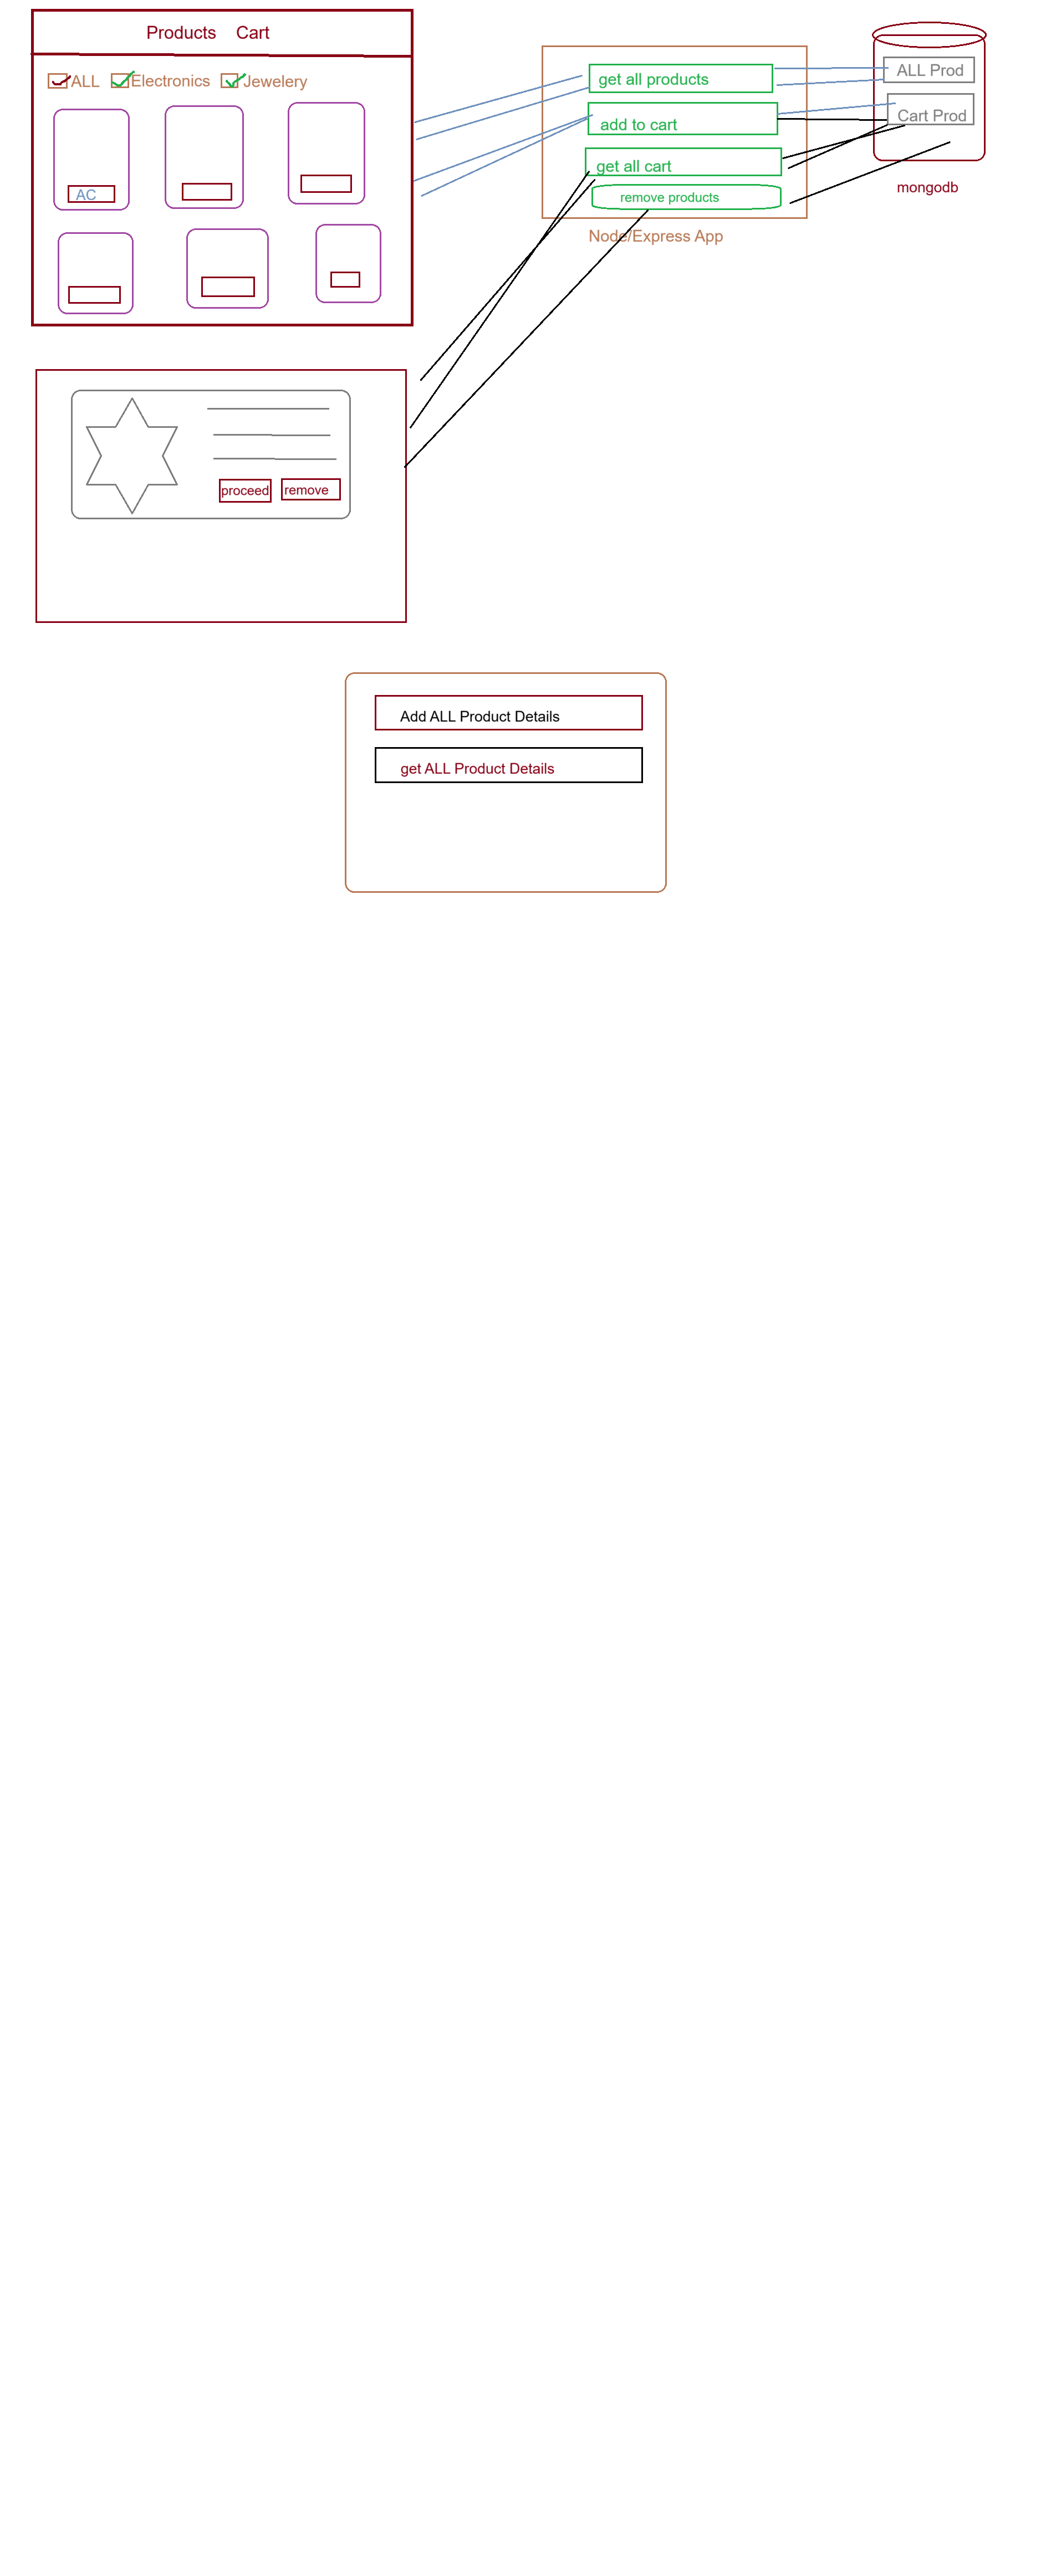 Products Cart
ALL Electronics Jewelery
AC
get all products
add to cart
get all cart
remove products
Node/Express App
ALL Prod
Cart Prod
mongodb
proceed remove
Add ALL Product Details
get ALL Product Details